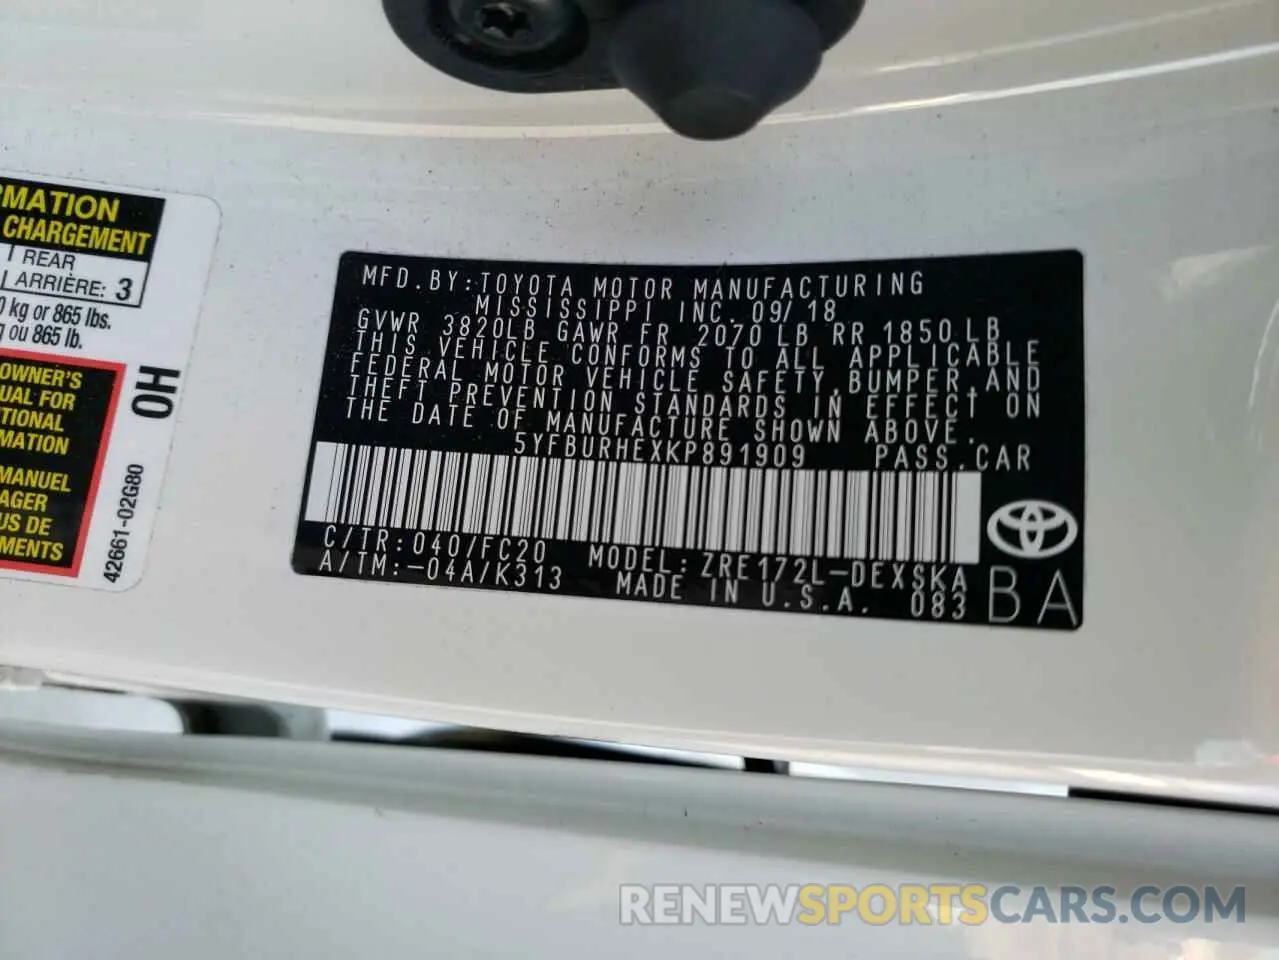 RMATION
CHARGEMENT
REAR
ARRIÈRE: 3
0 kg or 865 lbs.
ou 865 lb.
OWNER'S
UAL FOR
TIONAL
MATION
MANUEL
AGER
US DE
MENTS
OH
42661-02G80
MFD.BY:TOYOTA MOTOR MANUFACTURING
MISSISSIPPI INC. 09/18
GVWR 3820LB GAWR FR 2070LB RR 1850LB
THIS VEHICLE CONFORMS TO ALL APPLICABLE
FEDERAL MOTOR VEHICLE SAFETY,BUMPER,AND
THEFT PREVENTION STANDARDS IN EFFECT ON
THE DATE OF MANUFACTURE SHOWN ABOVE.
5YFBURHEXKP891909 PASS.CAR
C/TR:040/FC20 MODEL:ZRE172L-DEXSKA
A/TM:-04A/K313 MADE IN U.S.A. 083
BA
RENEWSPORTSCARS.COM